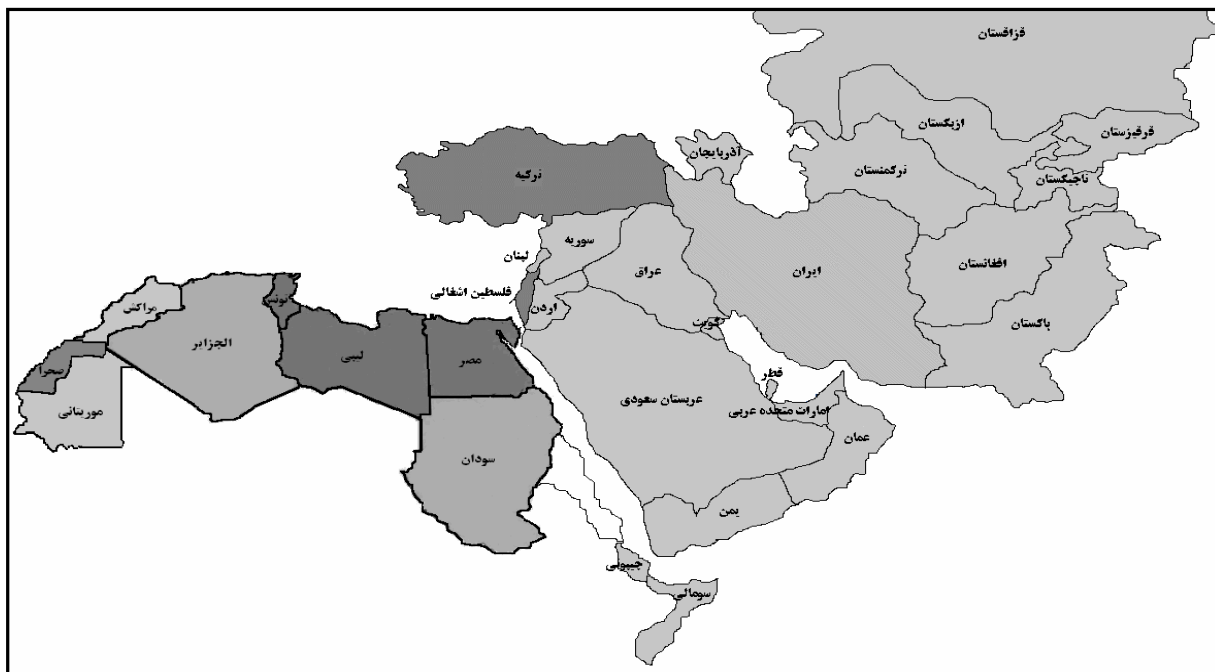 قزاقستان
ازبکستان
قرقیزستان
آذربایجان
ترکمنستان
تاجیکستان
ترکیه
سوریه
لبنان
عراق
ایران
افغانستان
فلسطین اشغالی
اردن
پاکستان
کویت
مراکش
تونس
الجزایر
لیبی
مصر
صحرا
قطر
عربستان سعودی
امارات متحده عربی
عمان
موریتانی
سودان
یمن
جیبوتی
سومالی